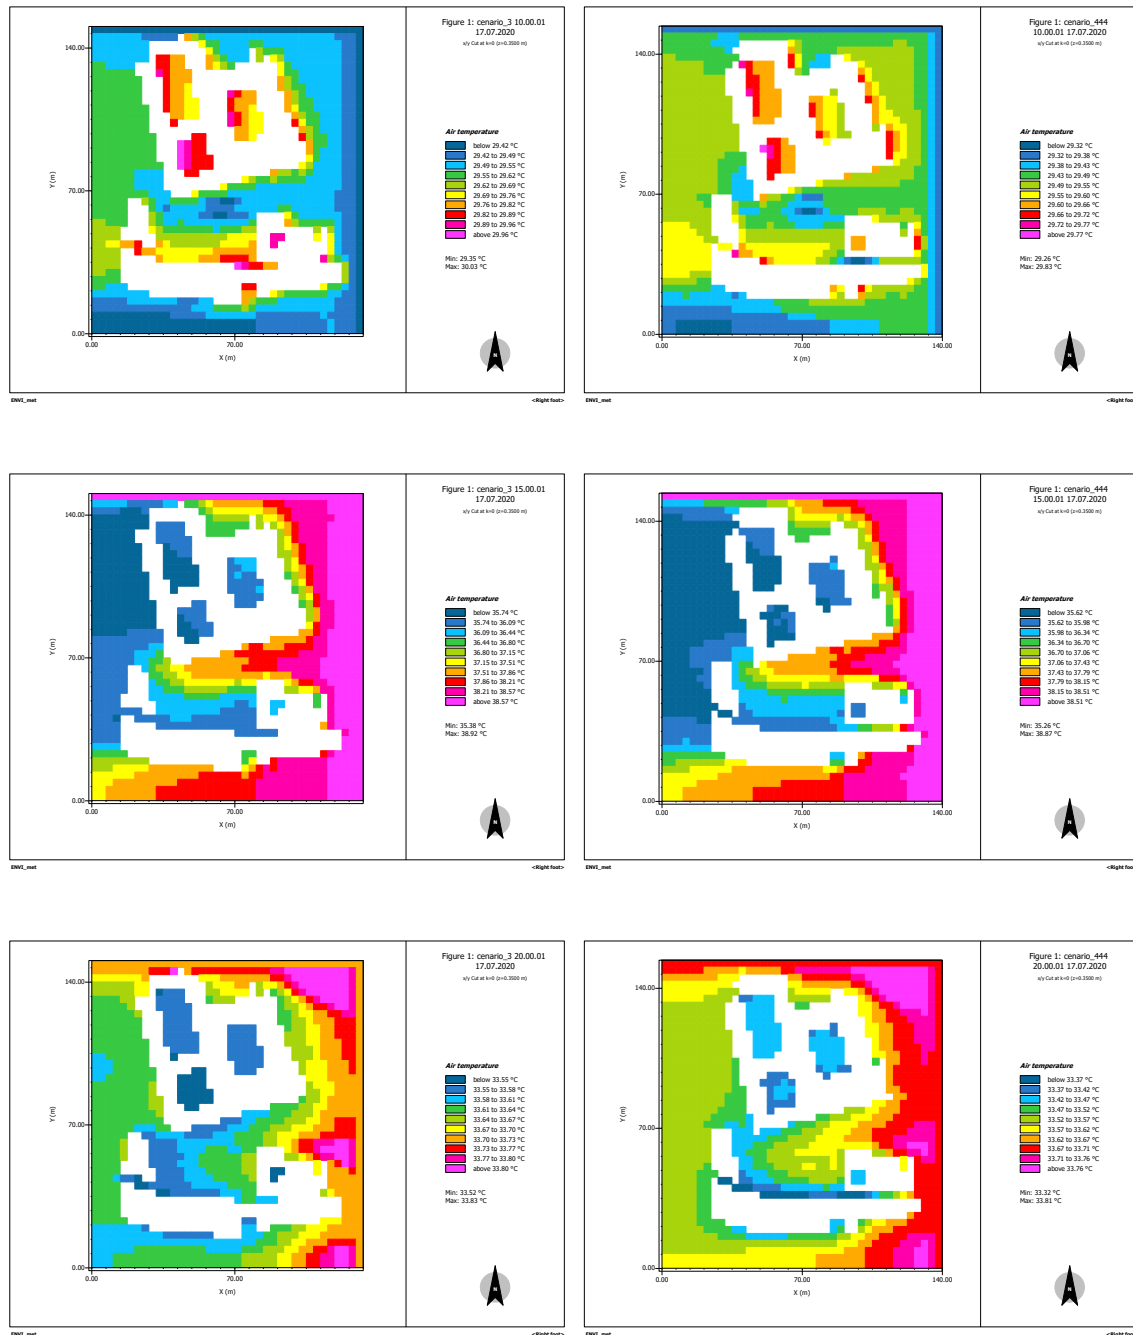 Figure 1: cenario_3 10.00.01
17.07.2020
x/y Cut at k=0 (z=0.3500 m)
140.00
70.00
0.00
Y (m)
0.00
70.00
X (m)
Air temperature
below 29.42 °C
29.42 to 29.49 °C
29.49 to 29.55 °C
29.55 to 29.62 °C
29.62 to 29.69 °C
29.69 to 29.76 °C
29.76 to 29.82 °C
29.82 to 29.89 °C
29.89 to 29.96 °C
above 29.96 °C
Min: 29.35 °C
Max: 30.03 °C
N
ENVI_met
<Right foot>
Figure 1: cenario_444
10.00.01 17.07.2020
x/y Cut at k=0 (z=0.3500 m)
140.00
70.00
0.00
Y (m)
0.00
70.00
140.00
X (m)
Air temperature
below 29.32 °C
29.32 to 29.38 °C
29.38 to 29.43 °C
29.43 to 29.49 °C
29.49 to 29.55 °C
29.55 to 29.60 °C
29.60 to 29.66 °C
29.66 to 29.72 °C
29.72 to 29.77 °C
above 29.77 °C
Min: 29.26 °C
Max: 29.83 °C
N
ENVI_met
<Right foo
Figure 1: cenario_3 15.00.01
17.07.2020
x/y Cut at k=0 (z=0.3500 m)
140.00
70.00
0.00
Y (m)
0.00
70.00
X (m)
Air temperature
below 35.74 °C
35.74 to 36.09 °C
36.09 to 36.44 °C
36.44 to 36.80 °C
36.80 to 37.15 °C
37.15 to 37.51 °C
37.51 to 37.86 °C
37.86 to 38.21 °C
38.21 to 38.57 °C
above 38.57 °C
Min: 35.38 °C
Max: 38.92 °C
N
ENVI_met
<Right foot>
Figure 1: cenario_444
15.00.01 17.07.2020
x/y Cut at k=0 (z=0.3500 m)
140.00
70.00
0.00
Y (m)
0.00
70.00
140.00
X (m)
Air temperature
below 35.62 °C
35.62 to 35.98 °C
35.98 to 36.34 °C
36.34 to 36.70 °C
36.70 to 37.06 °C
37.06 to 37.43 °C
37.43 to 37.79 °C
37.79 to 38.15 °C
38.15 to 38.51 °C
above 38.51 °C
Min: 35.26 °C
Max: 38.87 °C
N
ENVI_met
<Right foo
Figure 1: cenario_3 20.00.01
17.07.2020
x/y Cut at k=0 (z=0.3500 m)
140.00
70.00
0.00
Y (m)
0.00
70.00
X (m)
Air temperature
below 33.55 °C
33.55 to 33.58 °C
33.58 to 33.61 °C
33.61 to 33.64 °C
33.64 to 33.67 °C
33.67 to 33.70 °C
33.70 to 33.73 °C
33.73 to 33.77 °C
33.77 to 33.80 °C
above 33.80 °C
Min: 33.52 °C
Max: 33.83 °C
N
ENVI_met
<Right foot>
Figure 1: cenario_444
20.00.01 17.07.2020
x/y Cut at k=0 (z=0.3500 m)
140.00
70.00
0.00
Y (m)
0.00
70.00
140.00
X (m)
Air temperature
below 33.37 °C
33.37 to 33.42 °C
33.42 to 33.47 °C
33.47 to 33.52 °C
33.52 to 33.57 °C
33.57 to 33.62 °C
33.62 to 33.67 °C
33.67 to 33.71 °C
33.71 to 33.76 °C
above 33.76 °C
Min: 33.32 °C
Max: 33.81 °C
N
ENVI_met
<Right foo